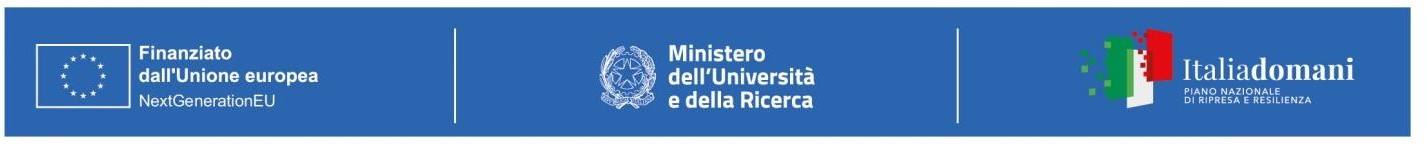 Finanziato
dall'Unione europea
NextGenerationEU
Ministero
dell'Università
e della Ricerca
Italiadomani
PIANO NAZIONALE
DI RIPRESA E RESILIENZA